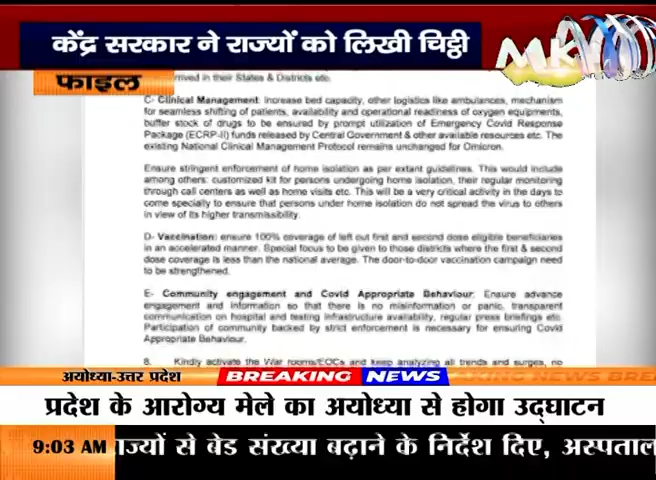 केंद्र सरकार ने राज्यों को लिखी चिट्ठी
MK
फाइल
arrived in their States & Districts etc.
C- Clinical Management: increase bed capacity, other logistics like ambulances, mechanism
for seamless shifting of patients, availability and operational readiness of oxygen equipments,
buffer stock of drugs to be ensured by prompt utilization of Emergency Covid Response
Package (ECRP-II) funds released by Central Government & other available resources etc. The
existing National Clinical Management Protocol remains unchanged for Omicron.
Ensure stringent enforcement of home isolation as per extant guidelines. This would include
among others: customized kit for persons undergoing home isolation, their regular monitoring
through call centers as well as home visits etc. This will be a very critical activity in the days to
come specially to ensure that persons under home isolation do not spread the virus to others
in view of its higher transmissibility.
D- Vaccination: ensure 100% coverage of left out first and second dose eligible beneficiaries
in an accelerated manner. Special focus to be given to those districts where the first & second
dose coverage is less than the national average. The door-to-door vaccination campaign need
to be strengthened.
E- Community engagement and Covid Appropriate Behaviour: Ensure advance
engagement and information so that there is no misinformation or panic, transparent
communication on hospital and testing infrastructure availability, regular press briefings etc.
Participation of community backed by strict enforcement is necessary for ensuring Covid
Appropriate Behaviour.
8. Kindly activate the War rooms/EOCs and keep analyzing all trends and surges, no
अयोध्या-उत्तर प्रदेश BREAKING NEWS BREAKING NEWS BRE
प्रदेश के आरोग्य मेले का अयोध्या से होगा उद्घाटन
9:03 AM राज्यों से बेड संख्या बढ़ाने के निर्देश दिए, अस्पताल